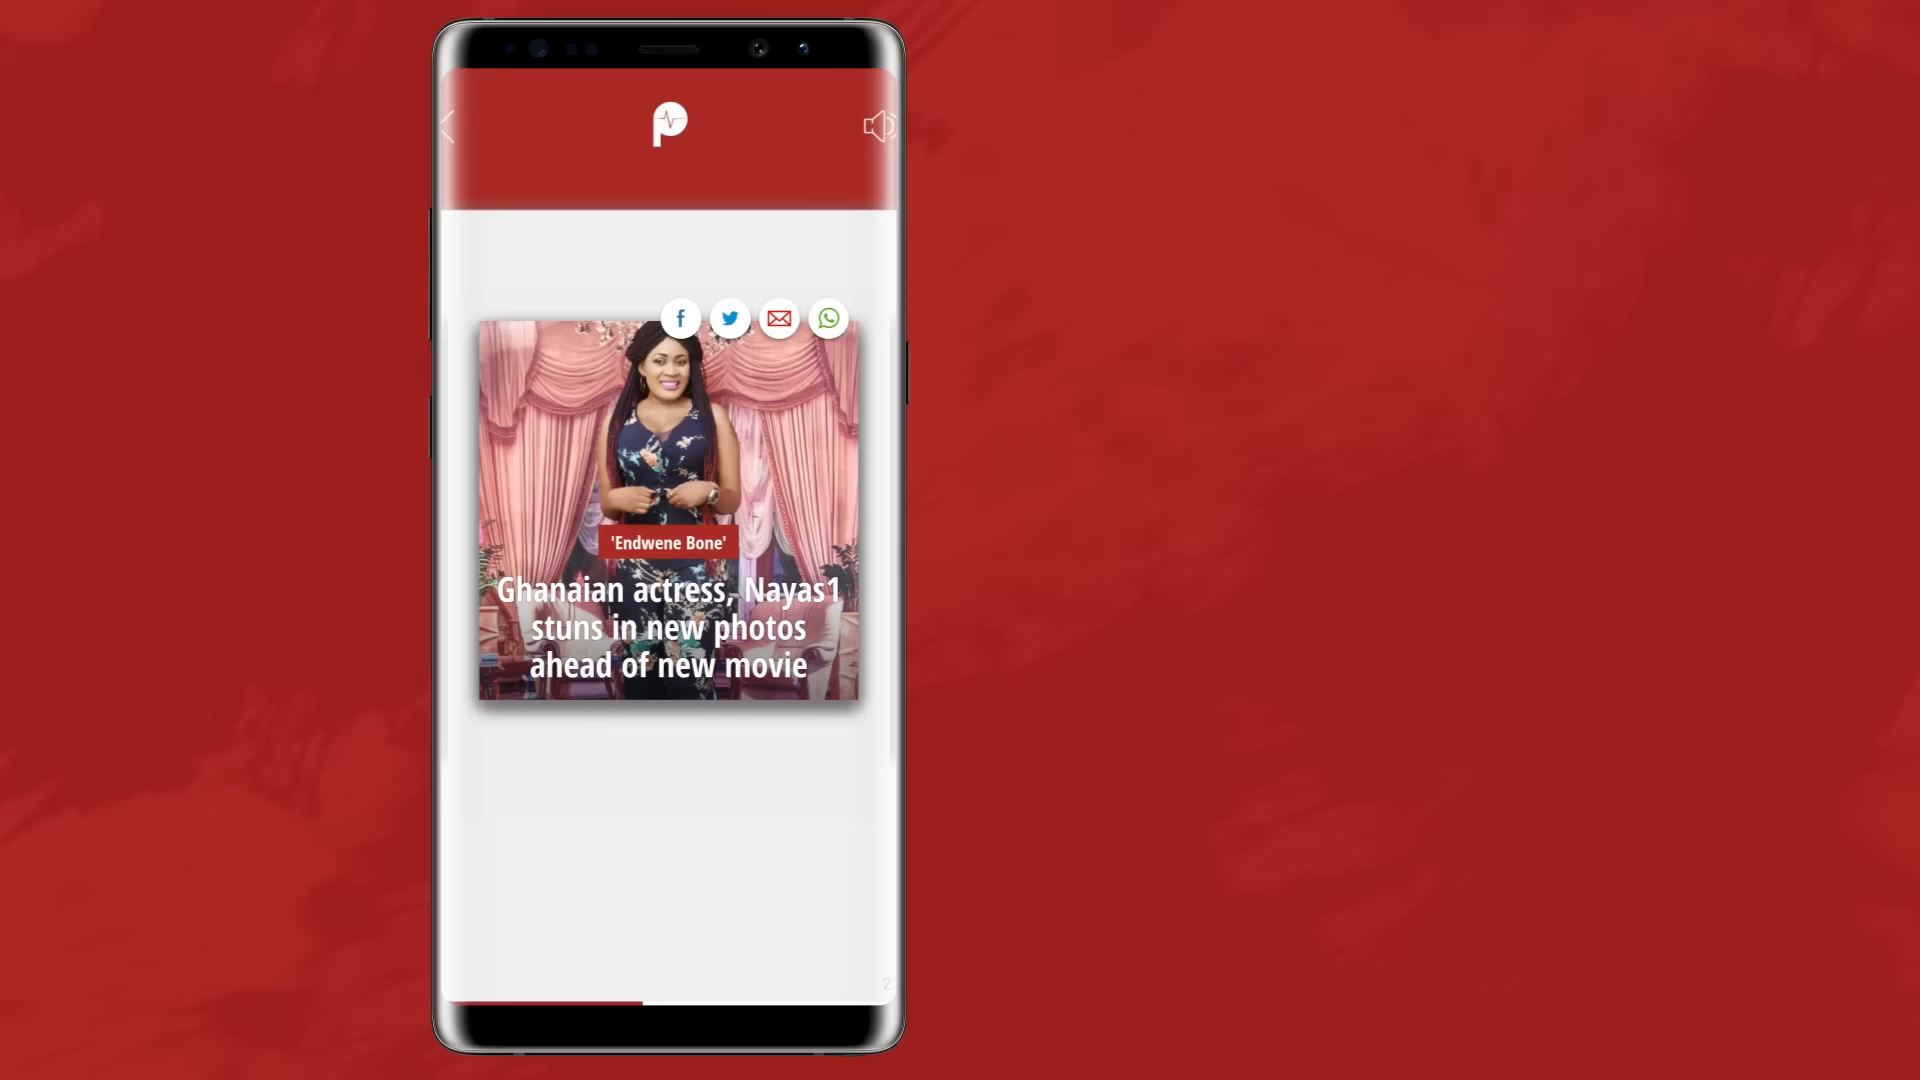 'Endwene Bone'
Ghanaian actress, Nayas1
stuns in new photos
ahead of new movie